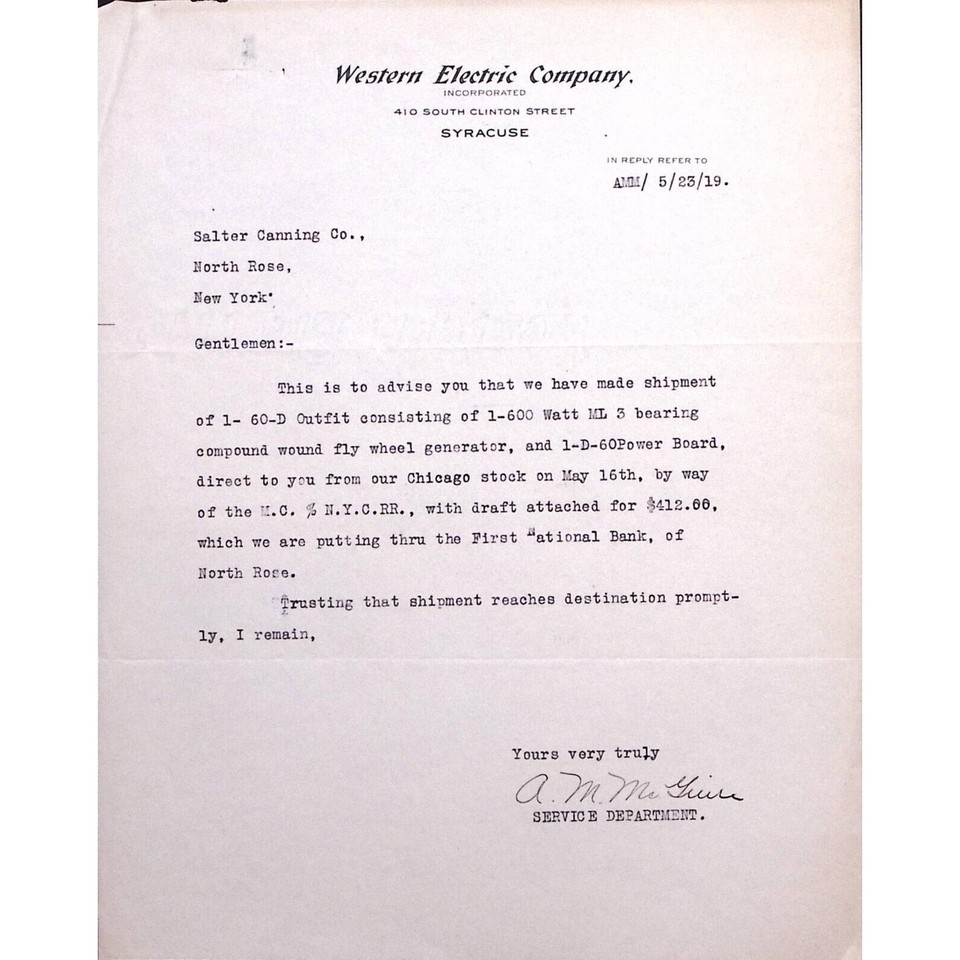 Western Electric Company.
INCORPORATED
410 SOUTH CLINTON STREET
SYRACUSE
IN REPLY REFER TO
AMM/ 5/23/19.
Salter Canning Co.,
North Rose,
New York.
Gentlemen:-
This is to advise you that we have made shipment
of 1- 60-D Outfit consisting of 1-600 Watt ML 3 bearing
compound wound fly wheel generator, and 1-D-60Power Board,
direct to you from our Chicago stock on May 16th, by way
of the M.C. % N.Y.C.RR., with draft attached for $412.00,
which we are putting thru the First National Bank, of
North Rose.
Trusting that shipment reaches destination prompt-
ly, I remain,
Yours very truly
A. M. McGuire
SERVICE DEPARTMENT.